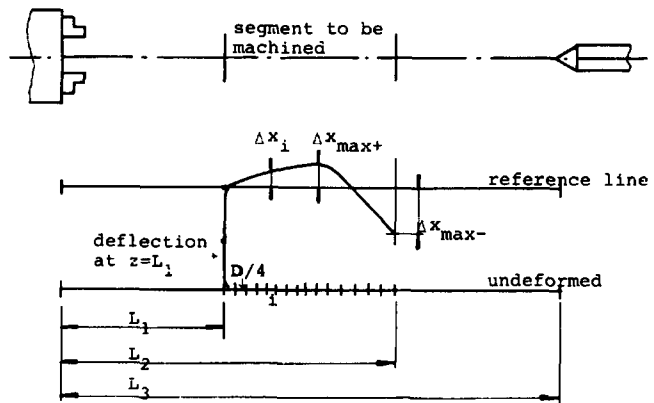 segment to be
machined
Δx_i
Δx_max+
reference line
Δx_max-
deflection
at z=L_1
D/4
undeformed
i
L_1
L_2
L_3